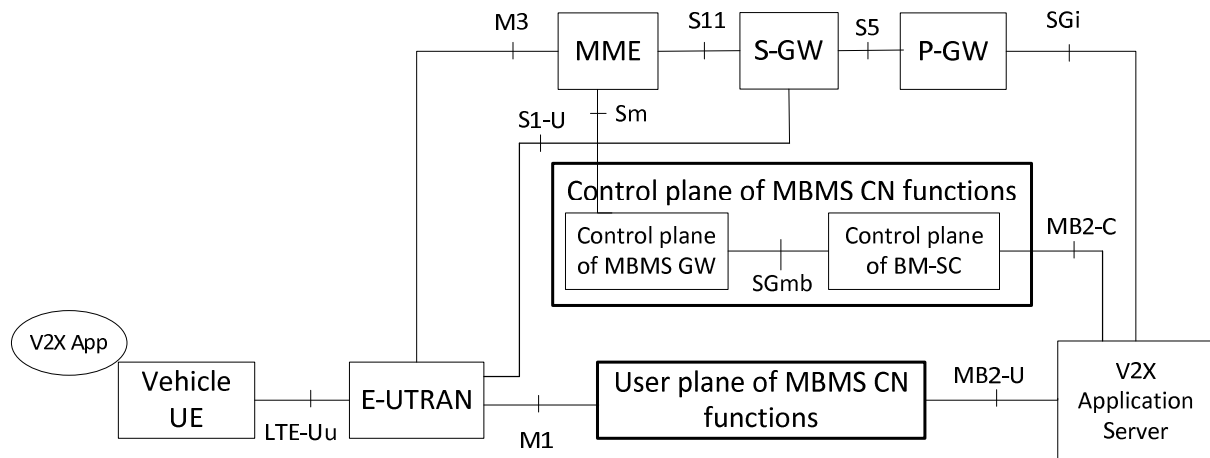 M3
S11
S5
SGi
MME
S-GW
P-GW
S1-U
Sm
Control plane of MBMS CN functions
Control plane
of MBMS GW
SGmb
Control plane
of BM-SC
MB2-C
V2X App
Vehicle
UE
LTE-Uu
E-UTRAN
M1
User plane of MBMS CN
functions
MB2-U
V2X
Application
Server